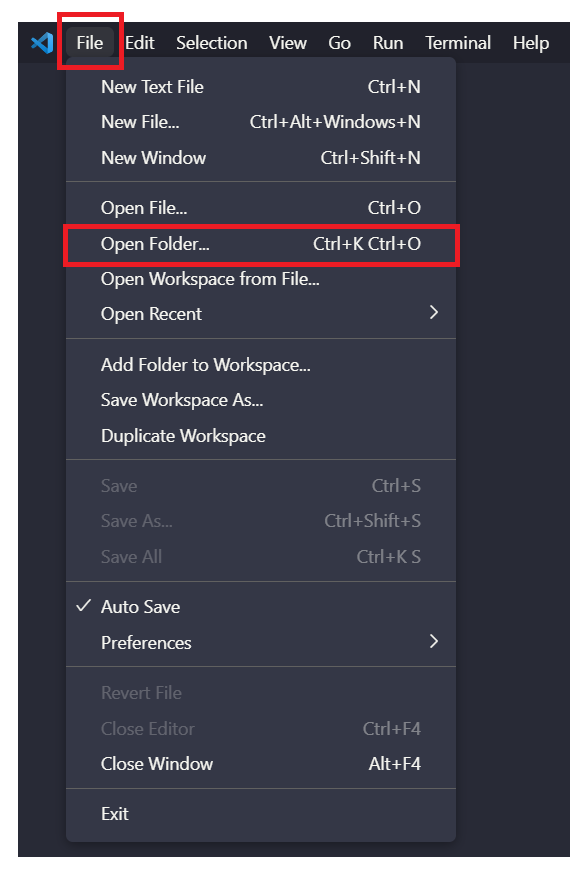 File Edit Selection View Go Run Terminal Help
New Text File Ctrl+N
New File... Ctrl+Alt+Windows+N
New Window Ctrl+Shift+N
Open File... Ctrl+O
Open Folder... Ctrl+K Ctrl+O
Open Workspace from File...
Open Recent
Add Folder to Workspace...
Save Workspace As...
Duplicate Workspace
Save Ctrl+S
Save As... Ctrl+Shift+S
Save All Ctrl+K S
Auto Save
Preferences
Revert File
Close Editor Ctrl+F4
Close Window Alt+F4
Exit